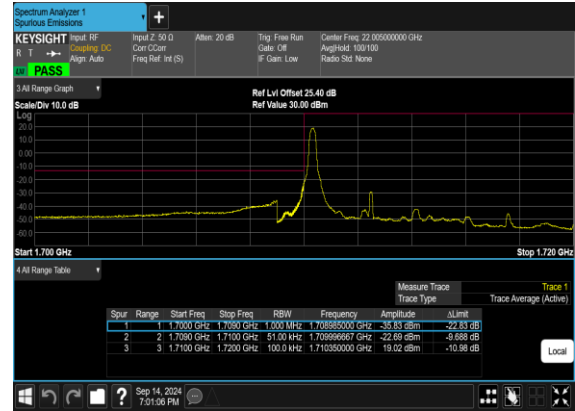 Spectrum Analyzer 1
Spurious Emissions
+
KEYSIGHT
R T
LW PASS
Input: RF
Coupling: DC
Align: Auto
Input Z: 50 Ω
Corr CCorr
Freq Ref: Int (S)
Atten: 20 dB
Trig: Free Run
Gate: Off
IF Gain: Low
Center Freq: 22.005000000 GHz
Avg|Hold: 100/100
Radio Std: None
3 All Range Graph
Scale/Div 10.0 dB
Ref Lvl Offset 25.40 dB
Ref Value 30.00 dBm
Log
20.0
10.0
0.00
-10.0
-20.0
-30.0
-40.0
-50.0
-60.0
Start 1.700 GHz
Stop 1.720 GHz
4 All Range Table
Measure Trace Trace 1
Trace Type Trace Average (Active)
Spur Range Start Freq Stop Freq RBW Frequency Amplitude ΔLimit
1 1 1.7000 GHz 1.7090 GHz 1.000 MHz 1.708985000 GHz -35.83 dBm -22.83 dB
2 2 1.7090 GHz 1.7100 GHz 51.00 kHz 1.709996667 GHz -22.69 dBm -9.688 dB
3 3 1.7100 GHz 1.7200 GHz 100.0 kHz 1.710350000 GHz 19.02 dBm -10.98 dB
Local
?
Sep 14, 2024
7:01:06 PM